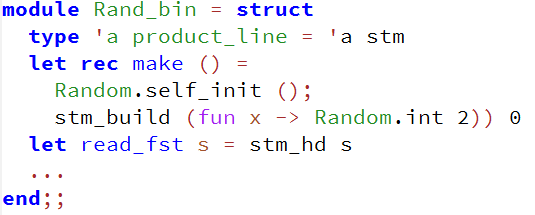 module Rand_bin = struct
  type 'a product_line = 'a stm
  let rec make () =
    Random.self_init ();
    stm_build (fun x -> Random.int 2)) 0
  let read_fst s = stm_hd s
  ...
end;;